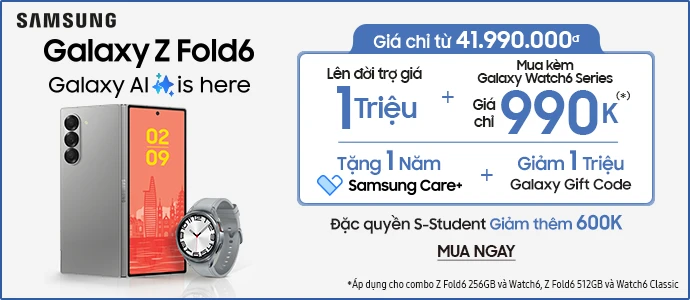 SAMSUNG
Galaxy Z Fold6
Galaxy AI is here
02
09
SAMSUNG
Giá chỉ từ 41.990.000đ
Lên đời trợ giá
1 Triệu
+
Mua kèm
Galaxy Watch6 Series
Giá chỉ 990K(*)
Tặng 1 Năm
Samsung Care+
+
Giảm 1 Triệu
Galaxy Gift Code
Đặc quyền S-Student Giảm thêm 600K
MUA NGAY
*Áp dụng cho combo Z Fold6 256GB và Watch6, Z Fold6 512GB và Watch6 Classic